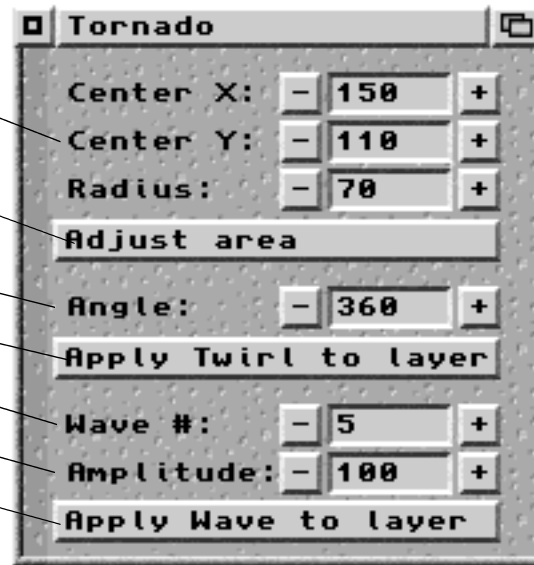 Tornado
Center X: - 150 +
Center Y: - 110 +
Radius: - 70 +
Adjust area
Angle: - 360 +
Apply Twirl to layer
Wave #: - 5 +
Amplitude: - 100 +
Apply Wave to layer